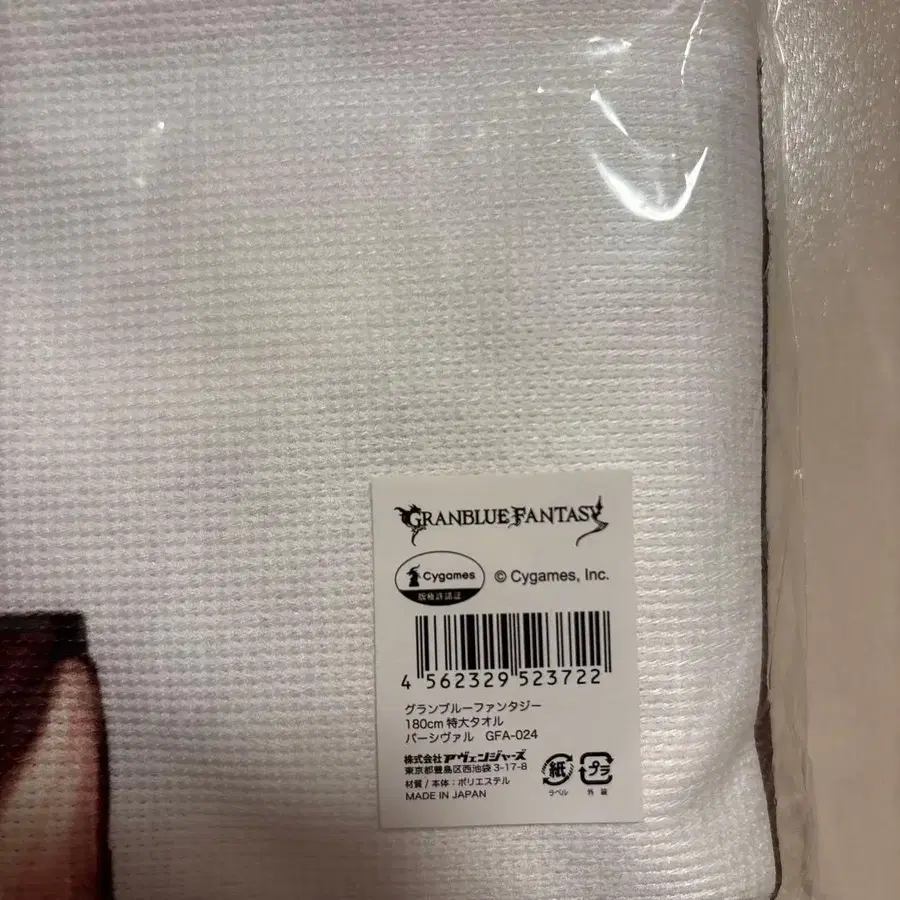 GRANBLUE FANTASY
Cygames
版権許諾証
© Cygames, Inc.
4 562329 523722
グランブルーファンタジー
180cm 特大タオル
パーシヴァル GFA-024
株式会社アヴェンジャーズ
東京都豊島区西池袋 3-17-8
材質 / 本体：ポリエステル
MADE IN JAPAN
紙
ラベル
プラ
外袋